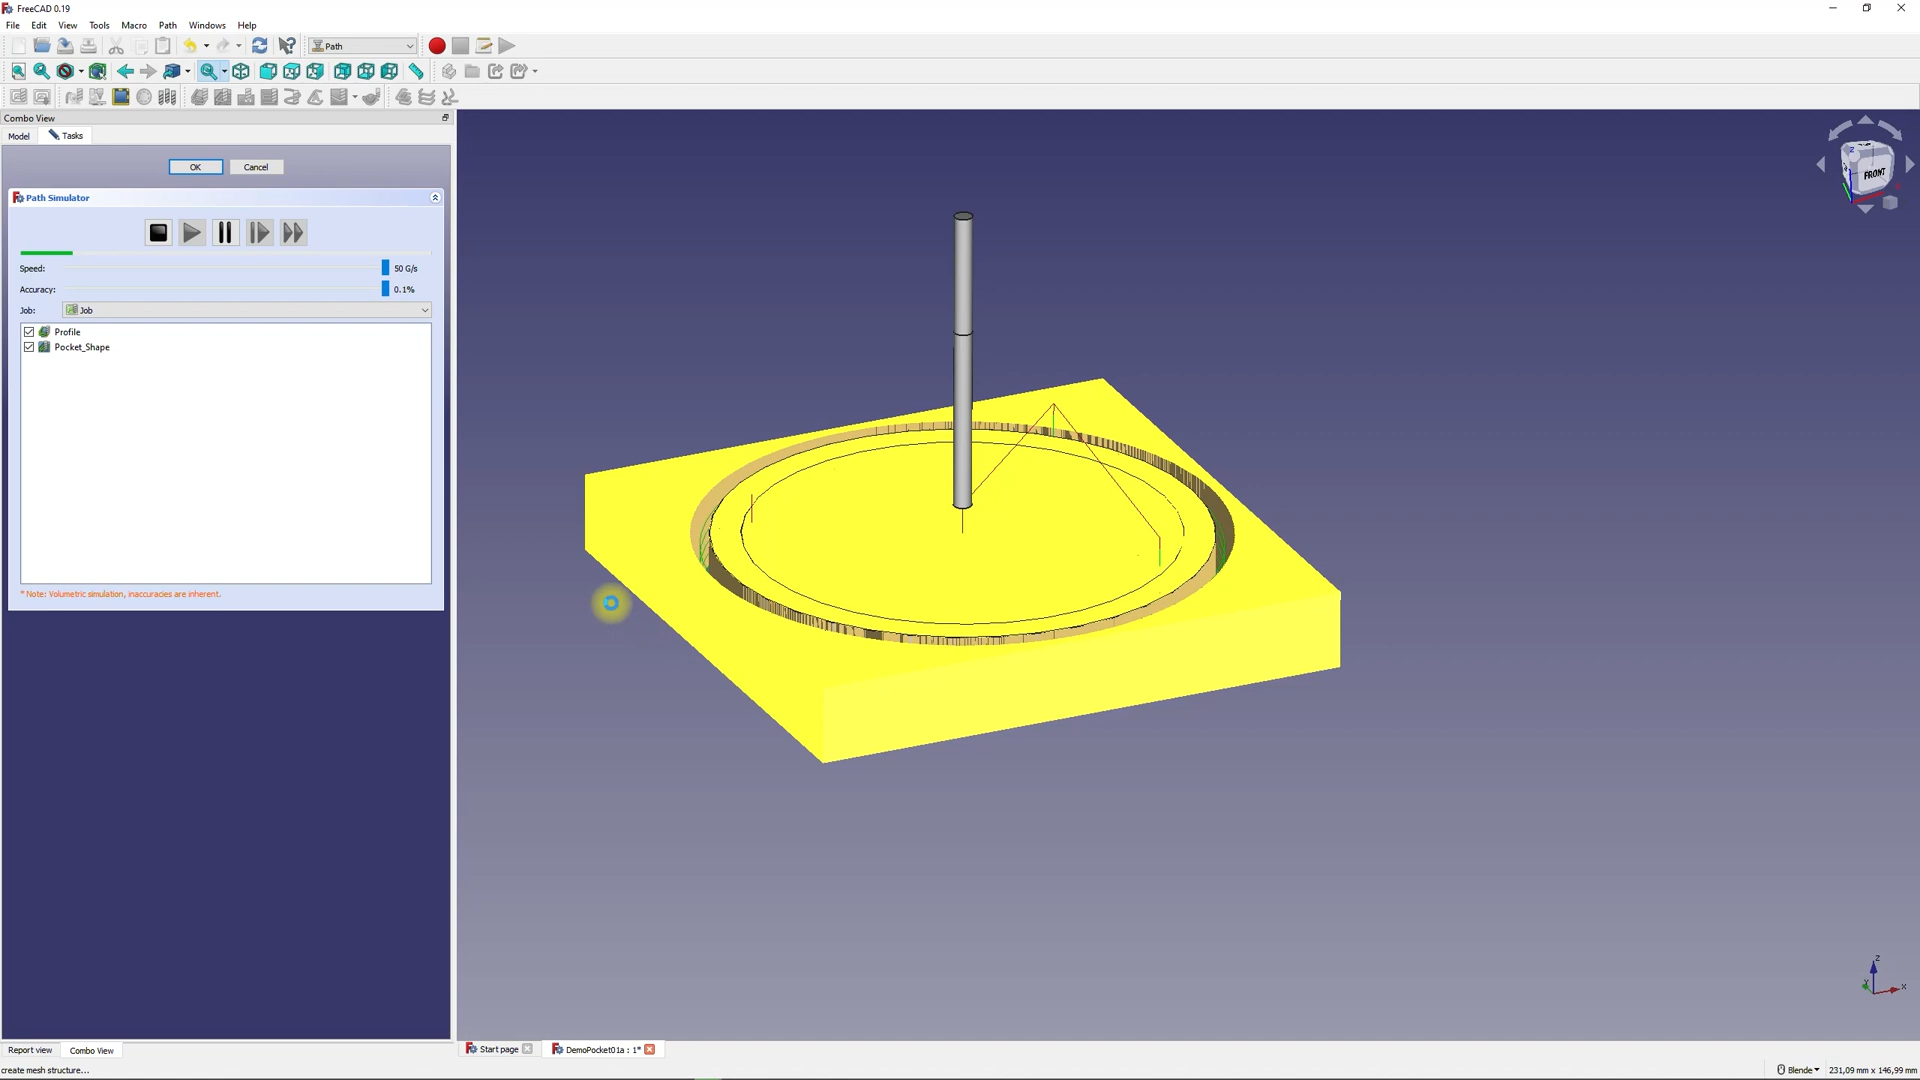 FreeCAD 0.19
File Edit View Tools Macro Path Windows Help
Path
Combo View
Model Tasks
OK Cancel
Path Simulator
Speed: 50 G/s
Accuracy: 0.1%
Job: Job
Profile
Pocket_Shape
* Note: Volumetric simulation, inaccuracies are inherent.
FRONT
Z
Z
X
Report view Combo View
Start page DemoPocket01a : 1*
create mesh structure...
Blende 231,09 mm x 146,99 mm